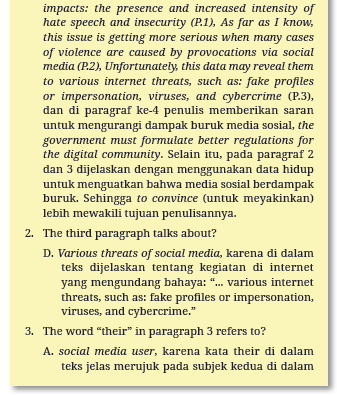 impacts: the presence and increased intensity of
hate speech and insecurity (P.1), As far as I know,
this issue is getting more serious when many cases
of violence are caused by provocations via social
media (P.2), Unfortunately, this data may reveal them
to various internet threats, such as: fake profiles
or impersonation, viruses, and cybercrime (P.3),
dan di paragraf ke-4 penulis memberikan saran
untuk mengurangi dampak buruk media sosial, the
government must formulate better regulations for
the digital community. Selain itu, pada paragraf 2
dan 3 dijelaskan dengan menggunakan data hidup
untuk menguatkan bahwa media sosial berdampak
buruk. Sehingga to convince (untuk meyakinkan)
lebih mewakili tujuan penulisannya.
2. The third paragraph talks about?
D. Various threats of social media, karena di dalam
teks dijelaskan tentang kegiatan di internet
yang mengundang bahaya: “... various internet
threats, such as: fake profiles or impersonation,
viruses, and cybercrime.”
3. The word “their” in paragraph 3 refers to?
A. social media user, karena kata their di dalam
teks jelas merujuk pada subjek kedua di dalam